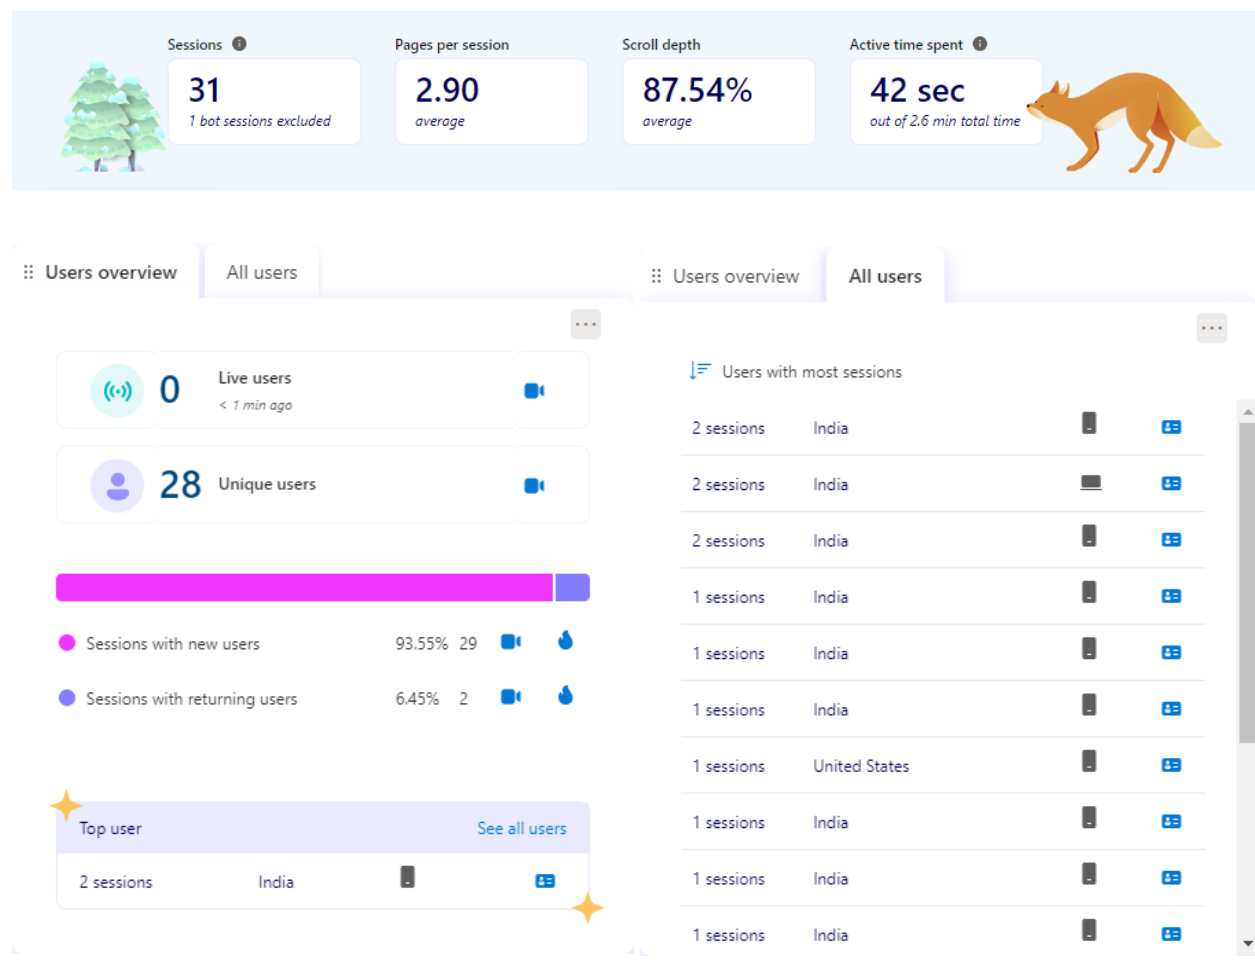 Sessions
Pages per session
Scroll depth
Active time spent
31
2.90
87.54%
42 sec
1 bot sessions excluded
average
average
out of 2.6 min total time
Users overview
All users
0
Live users
< 1 min ago
28
Unique users
Sessions with new users 93.55% 29
Sessions with returning users 6.45% 2
Top user
See all users
2 sessions India
Users overview
All users
Users with most sessions
2 sessions India
2 sessions India
2 sessions India
1 sessions India
1 sessions India
1 sessions India
1 sessions United States
1 sessions India
1 sessions India
1 sessions India